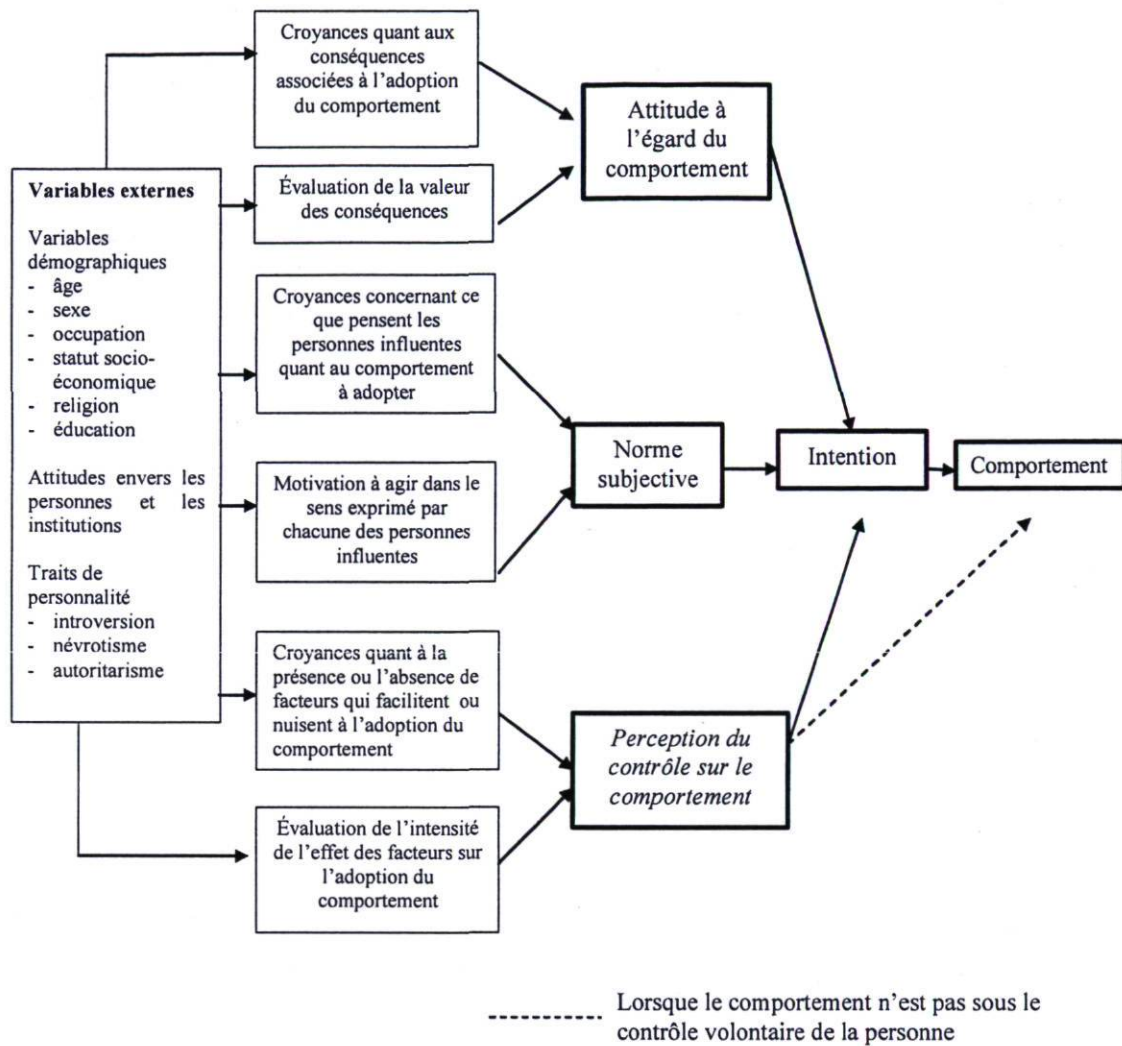 Croyances quant aux
conséquences
associées à l'adoption
du comportement
Attitude à
l'égard du
comportement
Variables externes
Variables
démographiques
- âge
- sexe
- occupation
- statut socio-
économique
- religion
- éducation
Attitudes envers les
personnes et les
institutions
Traits de
personnalité
- introversion
- névrotisme
- autoritarisme
Évaluation de la valeur
des conséquences
Croyances concernant ce
que pensent les
personnes influentes
quant au comportement
à adopter
Motivation à agir dans le
sens exprimé par
chacune des personnes
influentes
Norme
subjective
Intention
Comportement
Croyances quant à la
présence ou l'absence de
facteurs qui facilitent ou
nuisent à l'adoption du
comportement
Perception du
contrôle sur le
comportement
Évaluation de l'intensité
de l'effet des facteurs sur
l'adoption du
comportement
Lorsque le comportement n'est pas sous le
contrôle volontaire de la personne